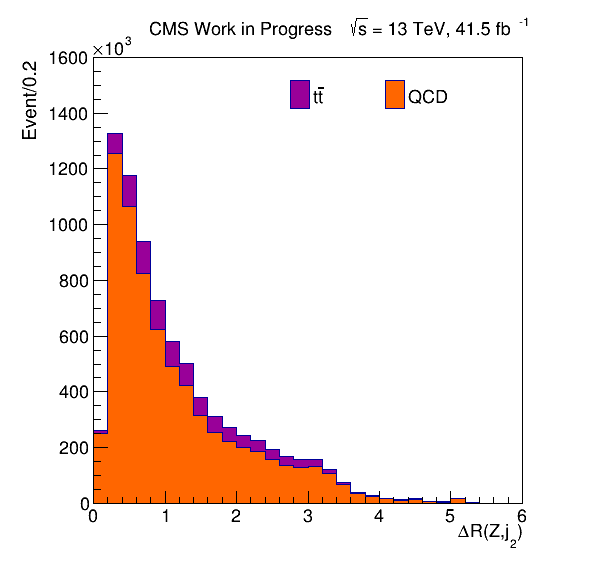 CMS Work in Progress √s = 13 TeV, 41.5 fb⁻¹
×10³
Event/0.2
tt̄ QCD
1600
1400
1200
1000
800
600
400
200
0
0 1 2 3 4 5 6
ΔR(Z,j₂)